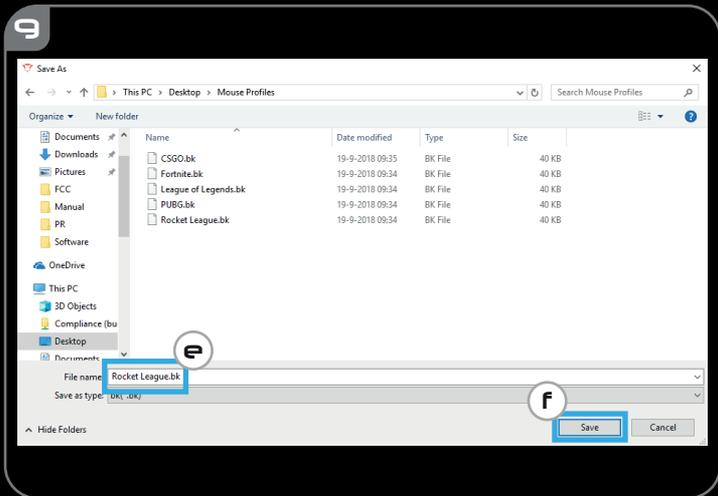 9
Save As
This PC > Desktop > Mouse Profiles
Search Mouse Profiles
Organize
New folder
Name
Date modified
Type
Size
Documents
Downloads
Pictures
FCC
Manual
PR
Software
OneDrive
This PC
3D Objects
Compliance (bu
Desktop
Documents
CSGO.bk 19-9-2018 09:35 BK File 40 KB
Fortnite.bk 19-9-2018 09:34 BK File 40 KB
League of Legends.bk 19-9-2018 09:34 BK File 40 KB
PUBG.bk 19-9-2018 09:34 BK File 40 KB
Rocket League.bk 19-9-2018 09:34 BK File 40 KB
e
File name: Rocket League.bk
Save as type: bk(*.bk)
f
Hide Folders
Save
Cancel